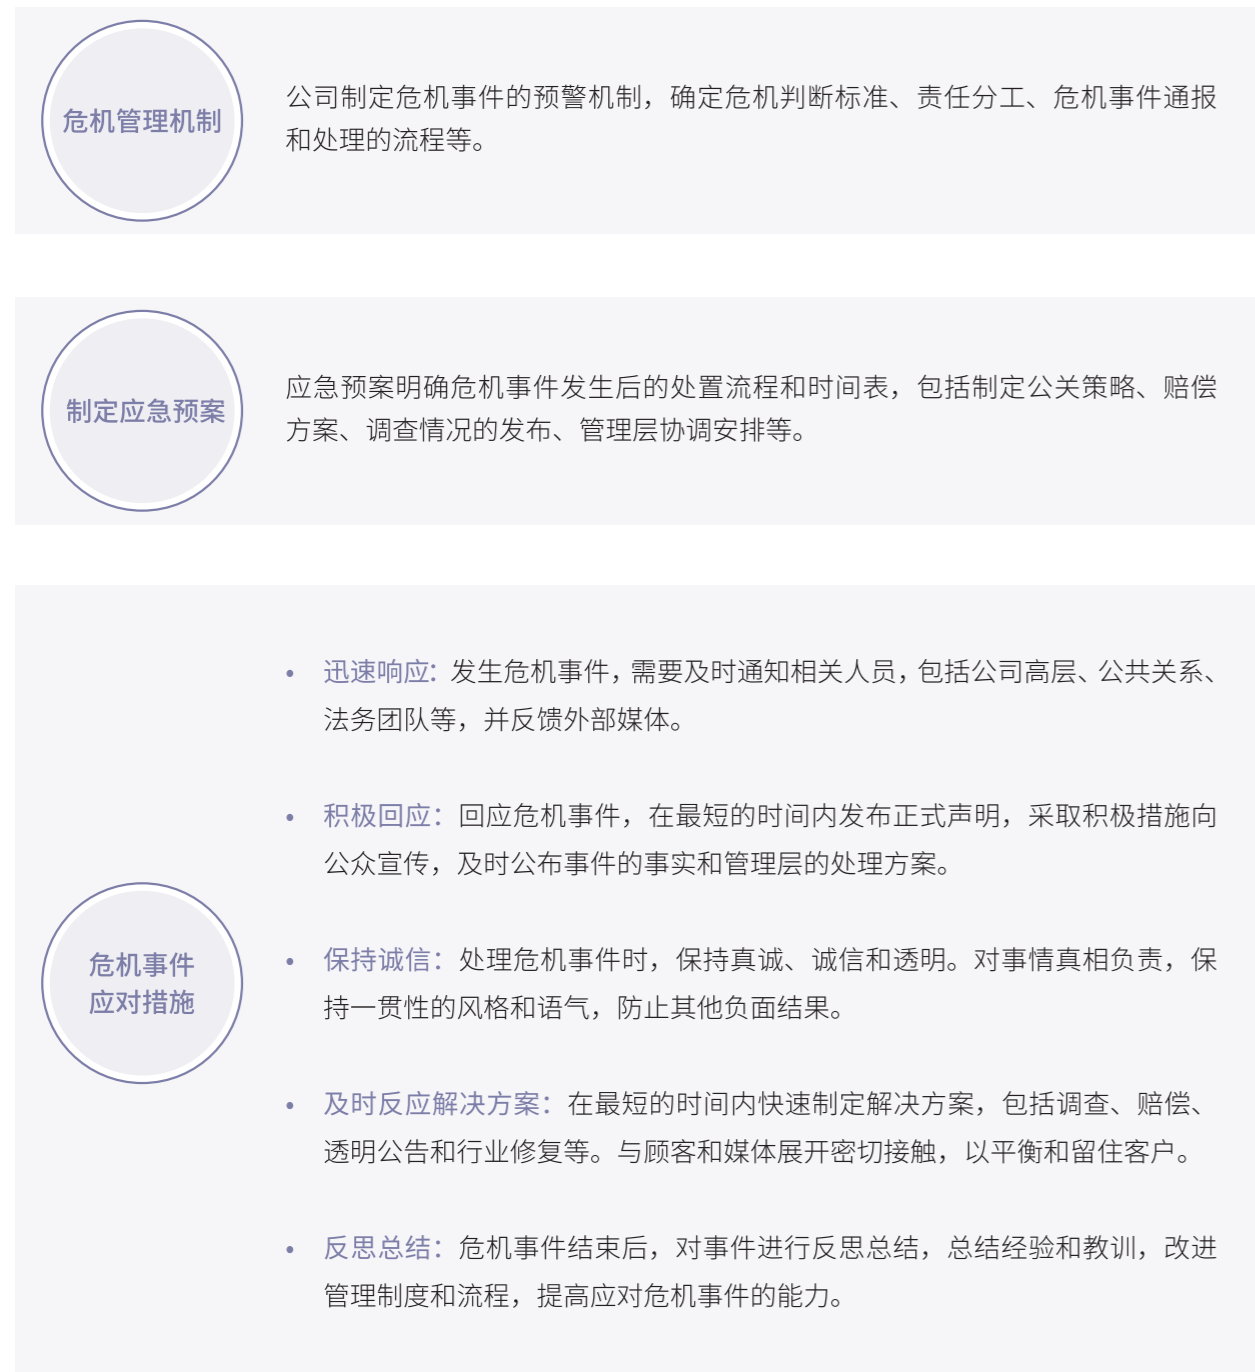 危机管理机制
公司制定危机事件的预警机制，确定危机判断标准、责任分工、危机事件通报
和处理的流程等。
制定应急预案
应急预案明确危机事件发生后的处置流程和时间表，包括制定公关策略、赔偿
方案、调查情况的发布、管理层协调安排等。
危机事件
应对措施
• 迅速响应：发生危机事件，需要及时通知相关人员，包括公司高层、公共关系、
法务团队等，并反馈外部媒体。
• 积极回应：回应危机事件，在最短的时间内发布正式声明，采取积极措施向
公众宣传，及时公布事件的事实和管理层的处理方案。
• 保持诚信：处理危机事件时，保持真诚、诚信和透明。对事情真相负责，保
持一贯性的风格和语气，防止其他负面结果。
• 及时反应解决方案：在最短的时间内快速制定解决方案，包括调查、赔偿、
透明公告和行业修复等。与顾客和媒体展开密切接触，以平衡和留住客户。
• 反思总结：危机事件结束后，对事件进行反思总结，总结经验和教训，改进
管理制度和流程，提高应对危机事件的能力。